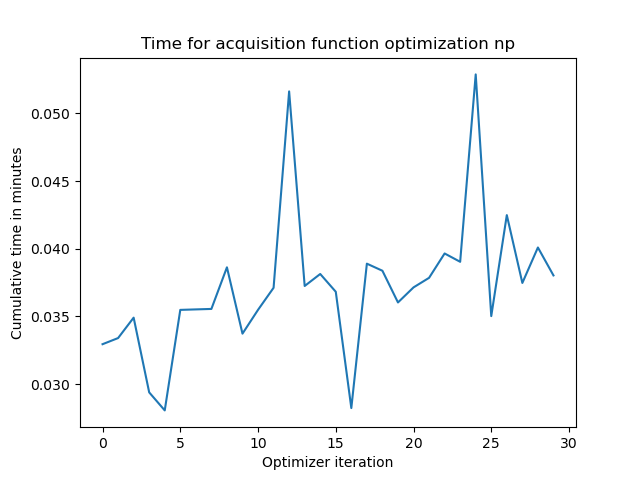 Time for acquisition function optimization np
Cumulative time in minutes
0.050
0.045
0.040
0.035
0.030
0 5 10 15 20 25 30
Optimizer iteration